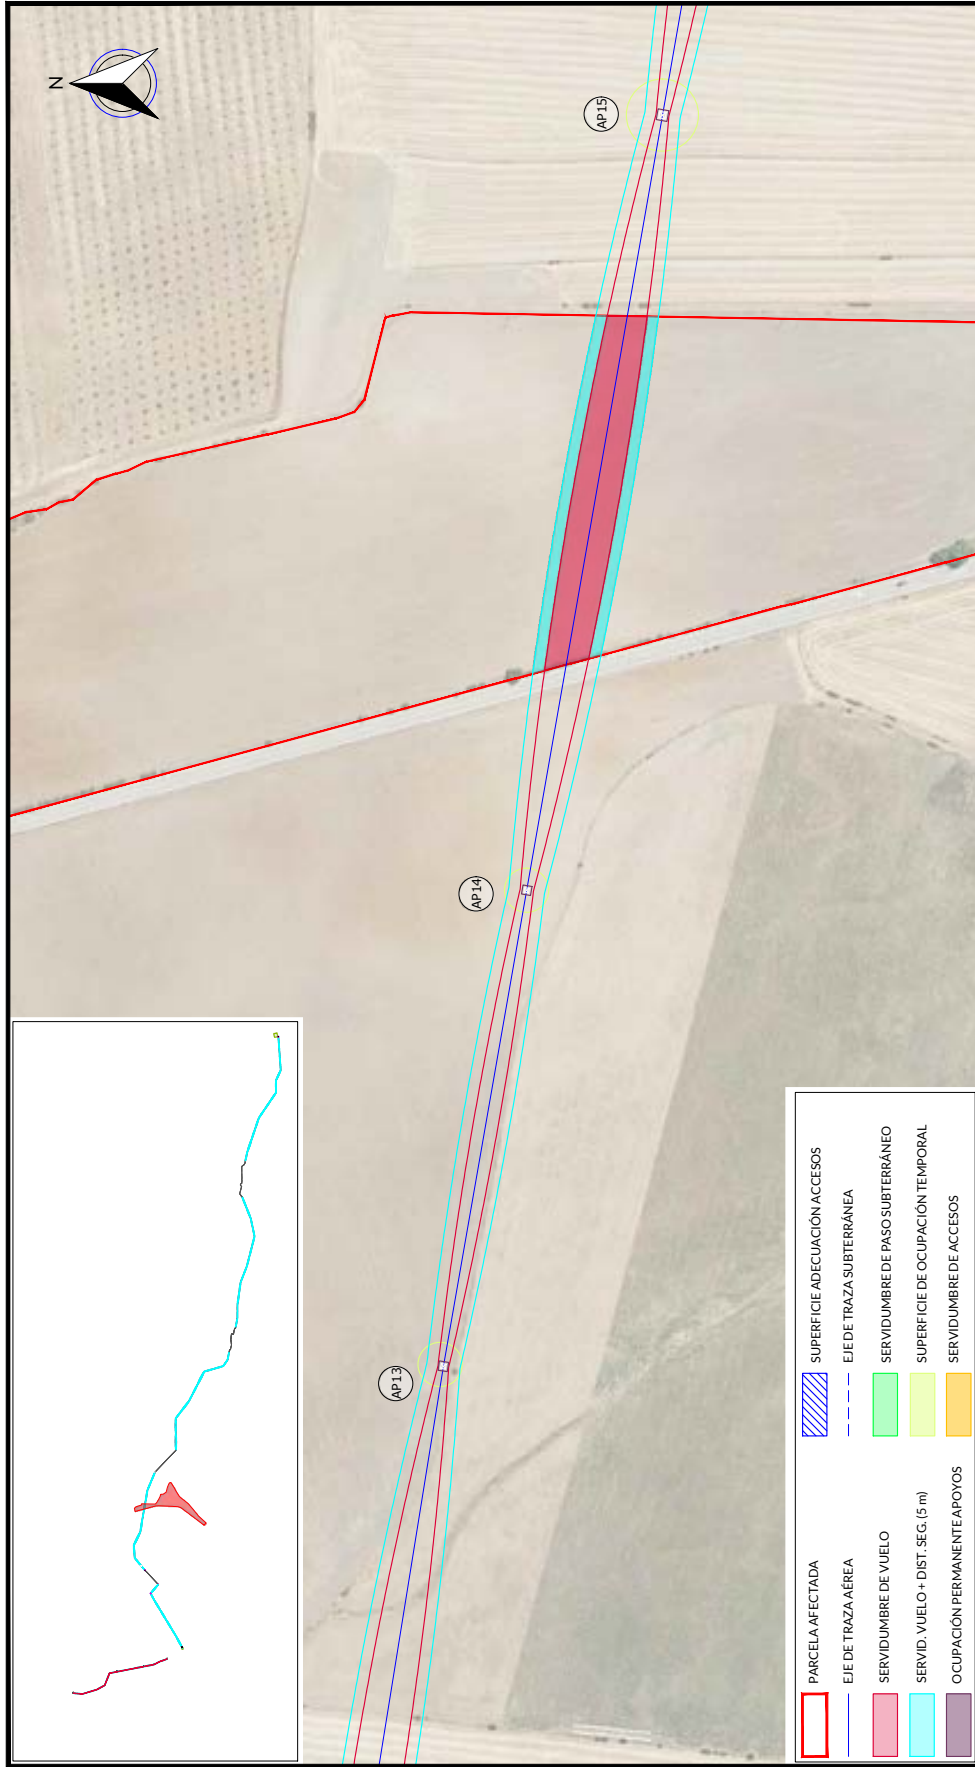 N
AP15
AP14
AP13
PARCELA AFECTADA
EJE DE TRAZA AÉREA
SERVIDUMBRE DE VUELO
SERVID. VUELO + DIST. SEG. (5 m)
OCUPACIÓN PERMANENTE APOYOS
SUPERFICIE ADECUACIÓN ACCESOS
EJE DE TRAZA SUBTERRÁNEA
SERVIDUMBRE DE PASO SUBTERRÁNEO
SUPERFICIE DE OCUPACIÓN TEMPORAL
SERVIDUMBRE DE ACCESOS